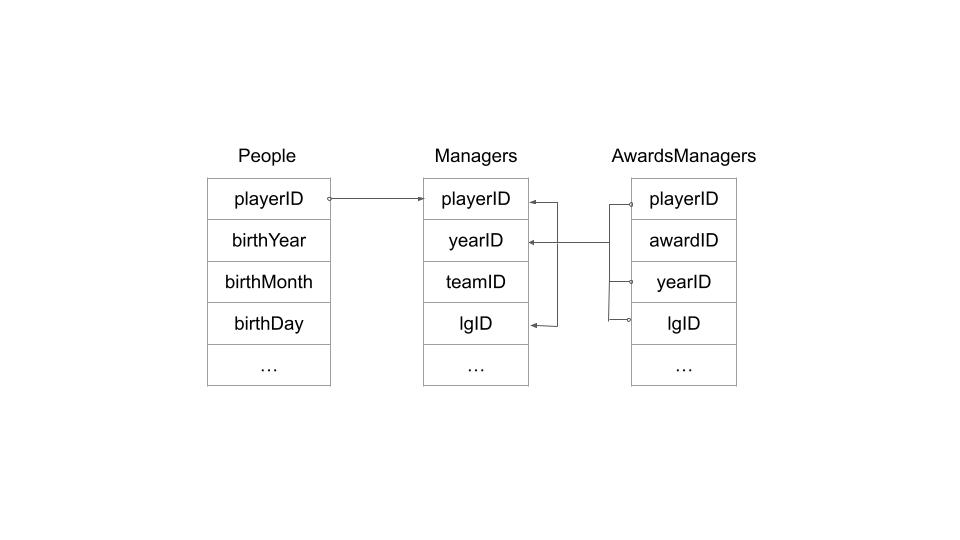 People
playerID
birthYear
birthMonth
birthDay
…
Managers
playerID
yearID
teamID
lgID
…
AwardsManagers
playerID
awardID
yearID
lgID
…